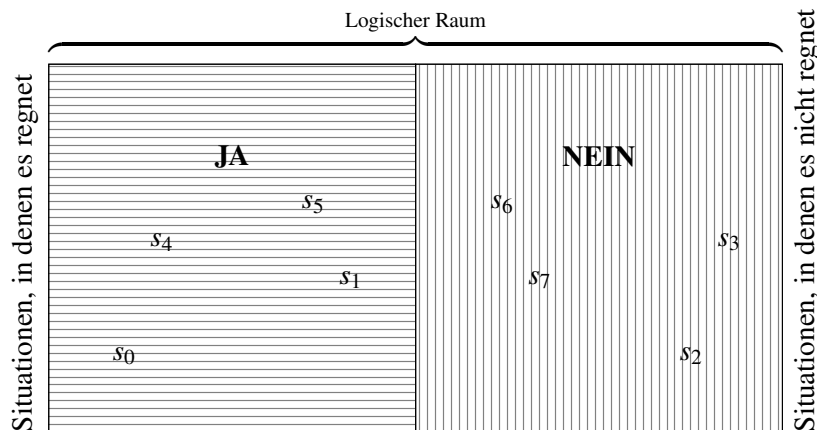 Logischer Raum
Situationen, in denen es regnet
JA
NEIN
s5
s6
s4
s3
s1
s7
s0
s2
Situationen, in denen es nicht regnet